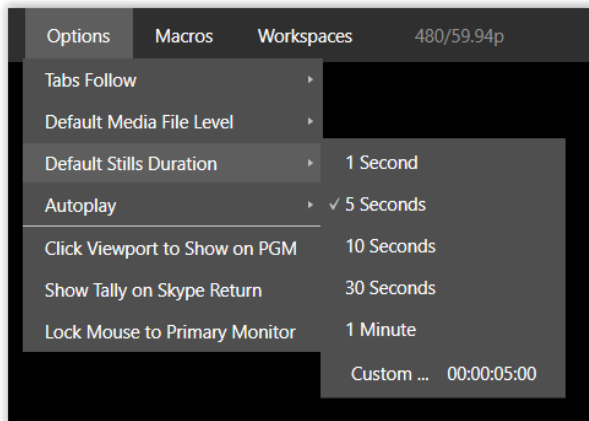 Options Macros Workspaces 480/59.94p
Tabs Follow
Default Media File Level
Default Stills Duration
Autoplay
Click Viewport to Show on PGM
Show Tally on Skype Return
Lock Mouse to Primary Monitor
1 Second
✓ 5 Seconds
10 Seconds
30 Seconds
1 Minute
Custom ... 00:00:05:00